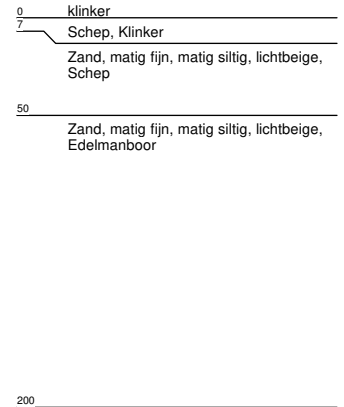 0 klinker
7 Schep, Klinker
Zand, matig fijn, matig siltig, lichtbeige,
Schep
50
Zand, matig fijn, matig siltig, lichtbeige,
Edelmanboor
200